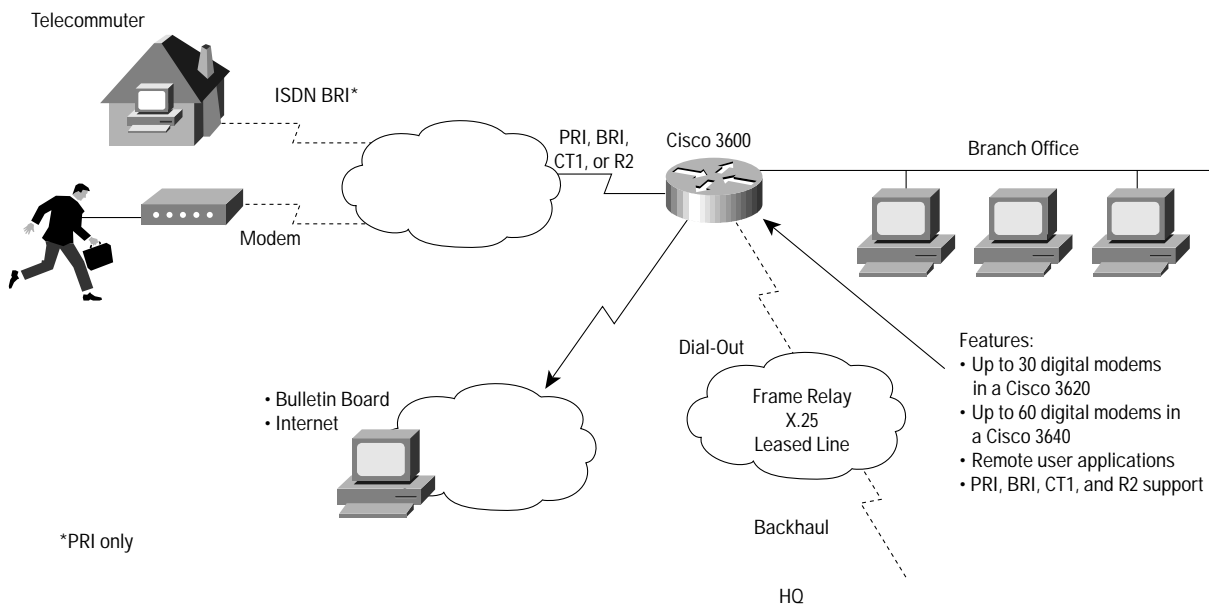 Telecommuter
ISDN BRI*
PRI, BRI,
CT1, or R2
Cisco 3600
Branch Office
Modem
Dial-Out
Frame Relay
X.25
Leased Line
Features:
• Up to 30 digital modems
in a Cisco 3620
• Up to 60 digital modems in
a Cisco 3640
• Remote user applications
• PRI, BRI, CT1, and R2 support
• Bulletin Board
• Internet
Backhaul
*PRI only
HQ